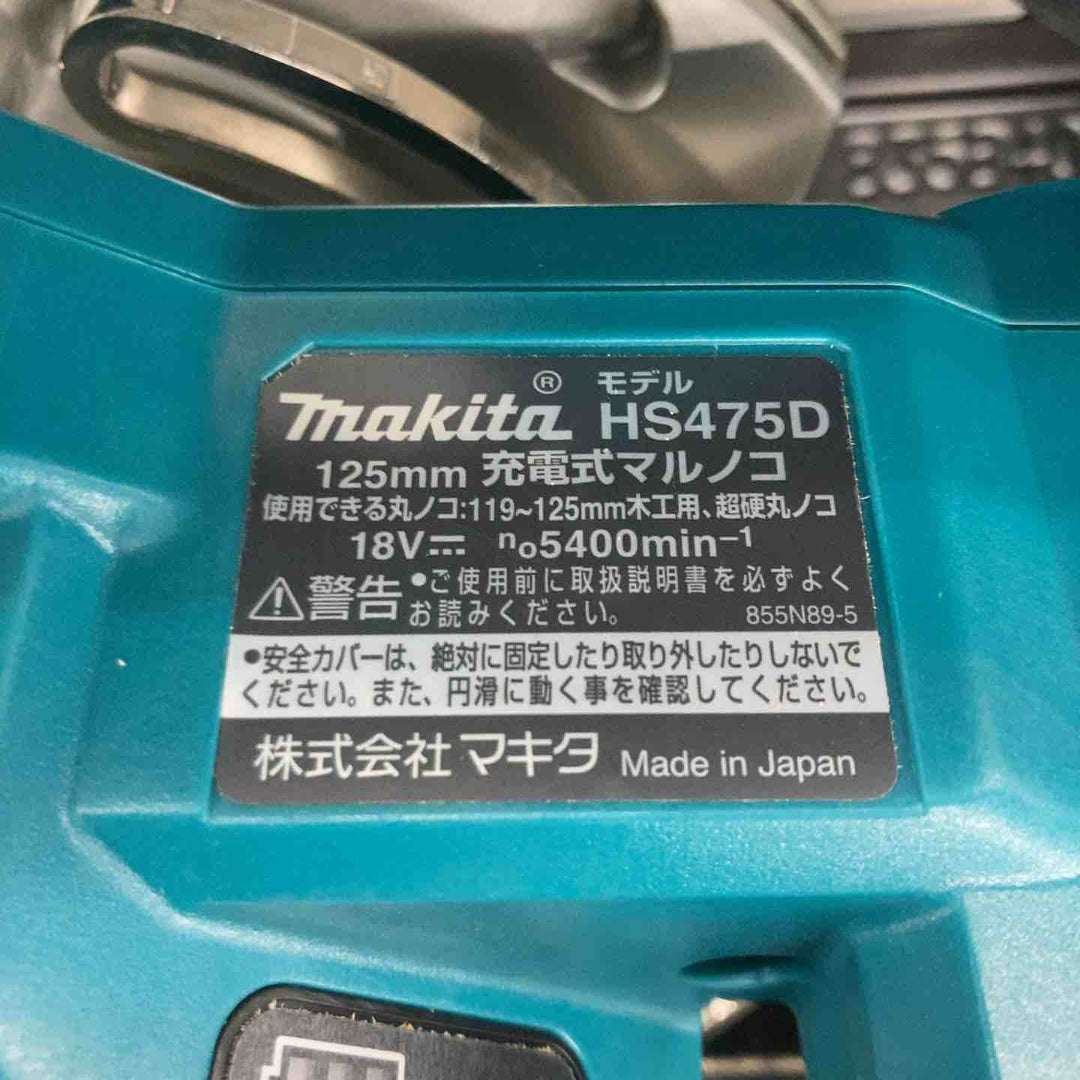 makita® モデル HS475D
125mm 充電式マルノコ
使用できる丸ノコ:119~125mm木工用、超硬丸ノコ
18V⎓ no5400min⁻¹
⚠警告 •ご使用前に取扱説明書を必ずよく
お読みください。 855N89-5
•安全カバーは、絶対に固定したり取り外したりしないで
ください。また、円滑に動く事を確認してください。
株式会社 マキタ Made in Japan